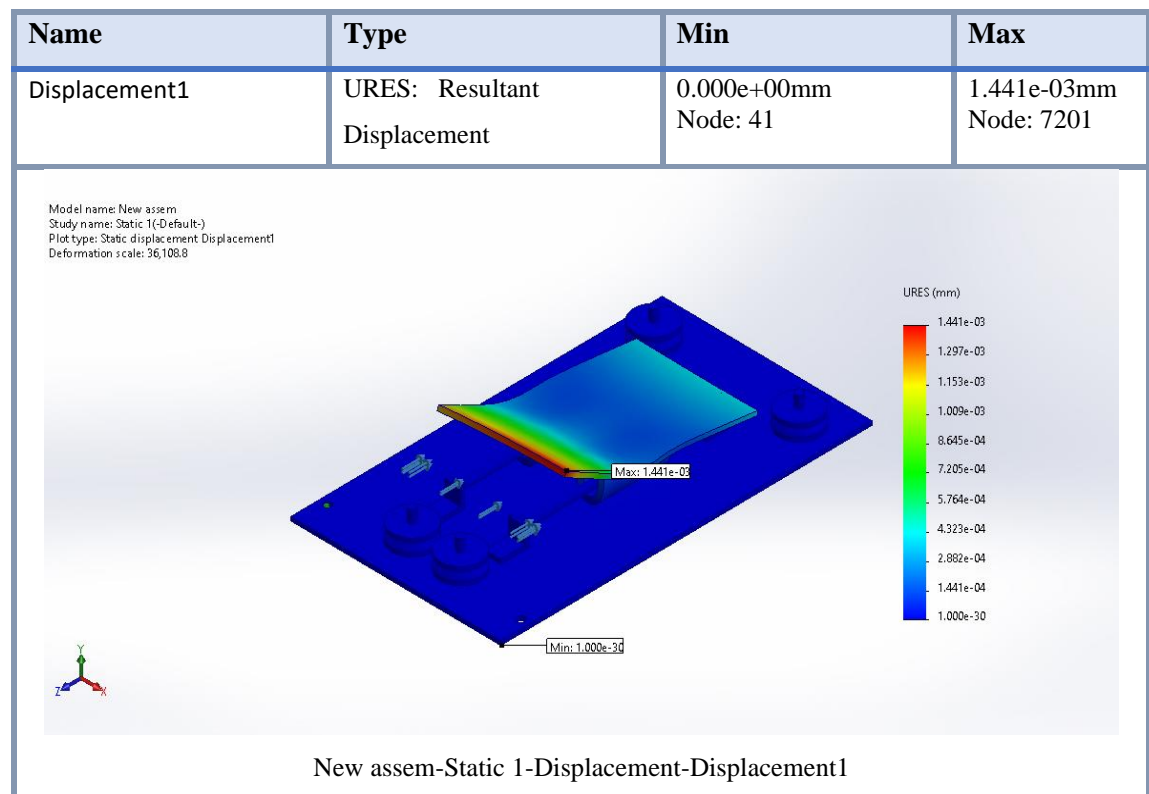 Name Type Min Max
Displacement1 URES: Resultant 0.000e+00mm 1.441e-03mm
Displacement Node: 41 Node: 7201
Model name: New assem
Study name: Static 1(-Default-)
Plot type: Static displacement Displacement1
Deformation scale: 36,108.8
URES (mm)
1.441e-03
1.297e-03
1.153e-03
1.009e-03
8.645e-04
7.205e-04
5.764e-04
4.323e-04
2.882e-04
1.441e-04
1.000e-30
Max: 1.441e-03
Min: 1.000e-30
Y
Z X
New assem-Static 1-Displacement-Displacement1